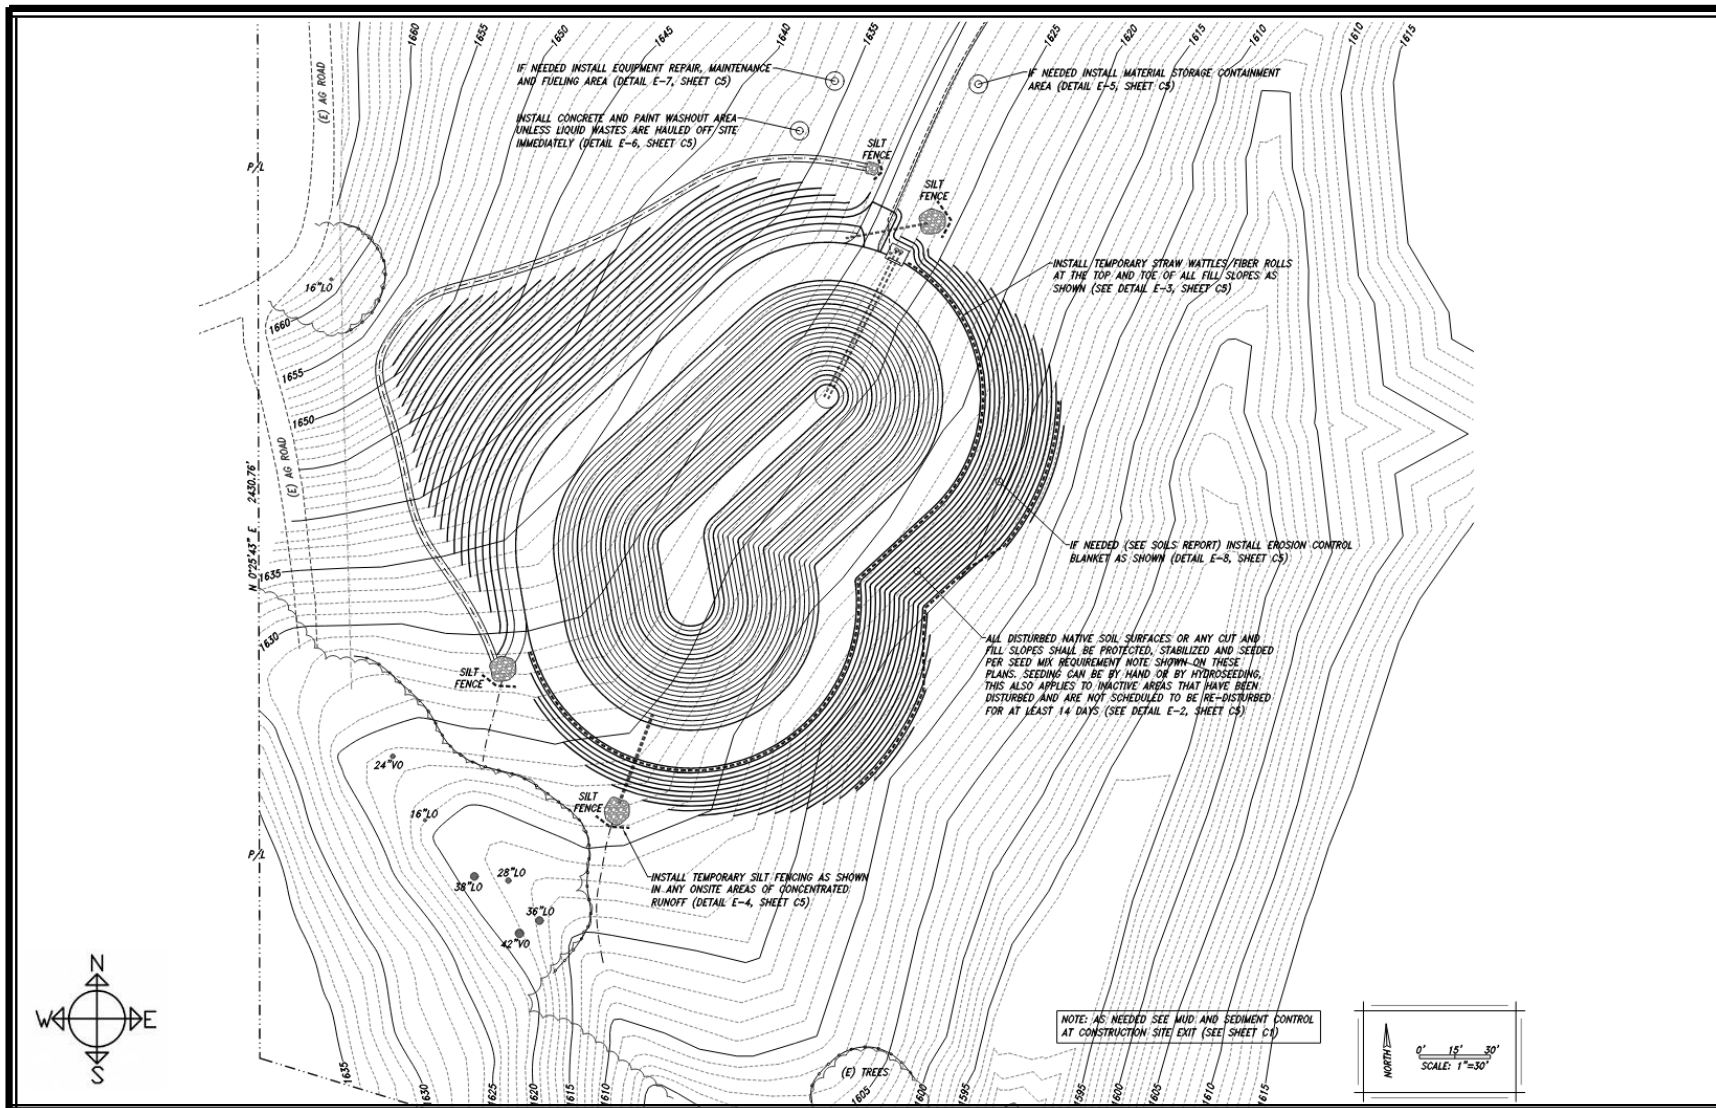 1660
1655
1650
1645
1640
1635
1625
1620
1615
1610
1610
1615
(E) AG ROAD
IF NEEDED INSTALL EQUIPMENT REPAIR, MAINTENANCE
AND FUELING AREA (DETAIL E-7, SHEET C5)
IF NEEDED INSTALL MATERIAL STORAGE CONTAINMENT
AREA (DETAIL E-5, SHEET C5)
INSTALL CONCRETE AND PAINT WASHOUT AREA
UNLESS LIQUID WASTES ARE HAULED OFF SITE
IMMEDIATELY (DETAIL E-6, SHEET C5)
P/L
SILT
FENCE
SILT
FENCE
INSTALL TEMPORARY STRAW WATTLES/FIBER ROLLS
AT THE TOP AND TOE OF ALL FILL SLOPES AS
SHOWN (SEE DETAIL E-3, SHEET C5)
16"LO
1660
1655
1650
(E) AG ROAD
N 0°25'43" E 2430.76'
1635
1630
IF NEEDED (SEE SOILS REPORT) INSTALL EROSION CONTROL
BLANKET AS SHOWN (DETAIL E-8, SHEET C5)
ALL DISTURBED NATIVE SOIL SURFACES OR ANY CUT AND
FILL SLOPES SHALL BE PROTECTED, STABILIZED AND SEEDED
PER SEED MIX REQUIREMENT NOTE SHOWN ON THESE
PLANS. SEEDING CAN BE BY HAND OR BY HYDROSEEDING,
THIS ALSO APPLIES TO INACTIVE AREAS THAT HAVE BEEN
DISTURBED AND ARE NOT SCHEDULED TO BE RE-DISTURBED
FOR AT LEAST 14 DAYS (SEE DETAIL E-2, SHEET C5)
SILT
FENCE
24"VO
SILT
FENCE
16"LO
P/L
38"LO
28"LO
36"LO
42"VO
INSTALL TEMPORARY SILT FENCING AS SHOWN
IN ANY ONSITE AREAS OF CONCENTRATED
RUNOFF (DETAIL E-4, SHEET C5)
N
W
E
S
NOTE: AS NEEDED SEE MUD AND SEDIMENT CONTROL
AT CONSTRUCTION SITE EXIT (SEE SHEET C1)
NORTH
0' 15' 30'
SCALE: 1"=30'
(E) TREES
1635
1630
1625
1620
1615
1610
1605
1600
1595
1595
1600
1605
1610
1615